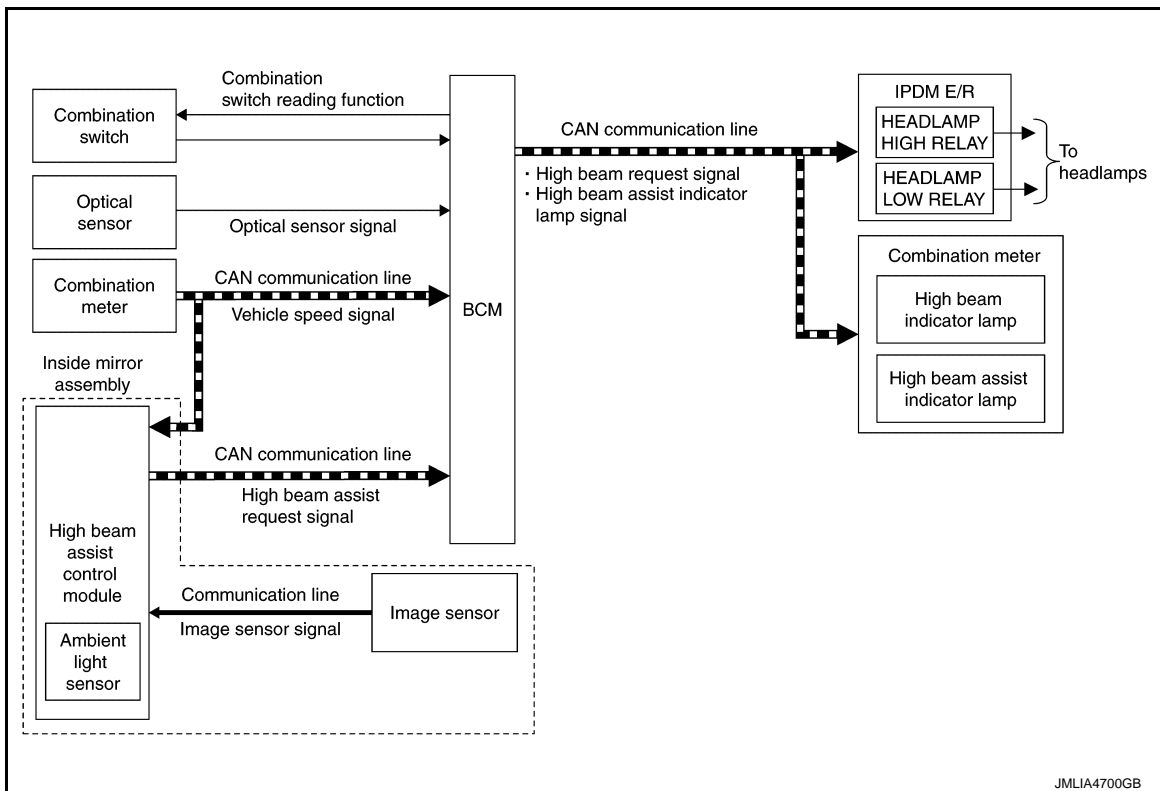 Combination
switch reading function
Combination
switch
Optical
sensor
Optical sensor signal
Combination
meter
CAN communication line
Vehicle speed signal
BCM
CAN communication line
· High beam request signal
· High beam assist indicator
lamp signal
IPDM E/R
HEADLAMP
HIGH RELAY
HEADLAMP
LOW RELAY
To
headlamps
Combination meter
High beam
indicator lamp
High beam assist
indicator lamp
Inside mirror
assembly
CAN communication line
High beam assist
request signal
High beam
assist
control
module
Ambient
light
sensor
Communication line
Image sensor signal
Image sensor
JMLIA4700GB